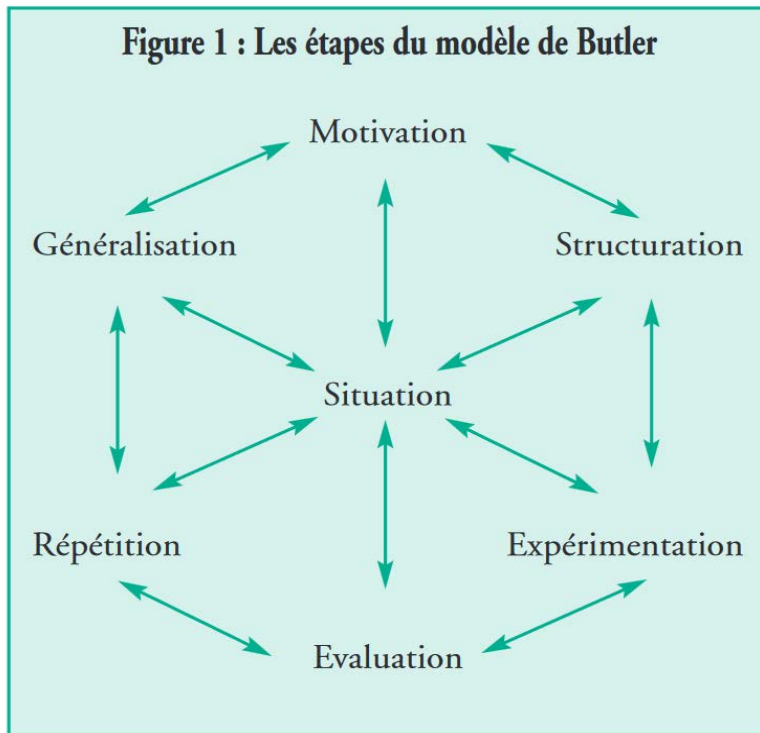 Figure 1 : Les étapes du modèle de Butler
Motivation
Généralisation
Structuration
Situation
Répétition
Expérimentation
Evaluation